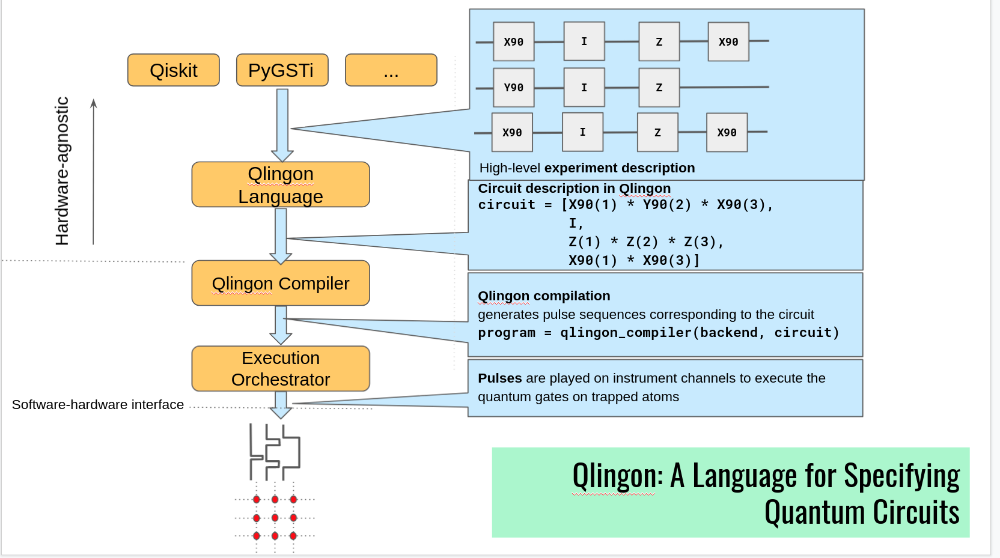 Qiskit
PyGSTi
...
Hardware-agnostic
Qlingon
Language
Qlingon Compiler
Execution
Orchestrator
Software-hardware interface
X90 I Z X90
Y90 I Z
X90 I Z X90
High-level experiment description
Circuit description in Qlingon
circuit = [X90(1) * Y90(2) * X90(3),
I,
Z(1) * Z(2) * Z(3),
X90(1) * X90(3)]
Qlingon compilation
generates pulse sequences corresponding to the circuit
program = qlingon_compiler(backend, circuit)
Pulses are played on instrument channels to execute the
quantum gates on trapped atoms
Qlingon: A Language for Specifying
Quantum Circuits